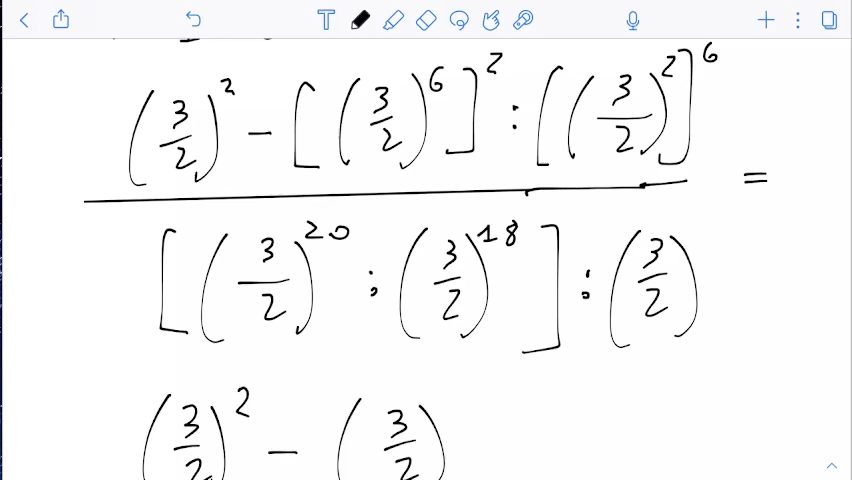 (3/2)² - [(3/2)⁶]² : [(3/2)²]⁶ =
[(3/2)²⁰ : (3/2)¹⁸] : (3/2)
(3/2)² - (3/2)